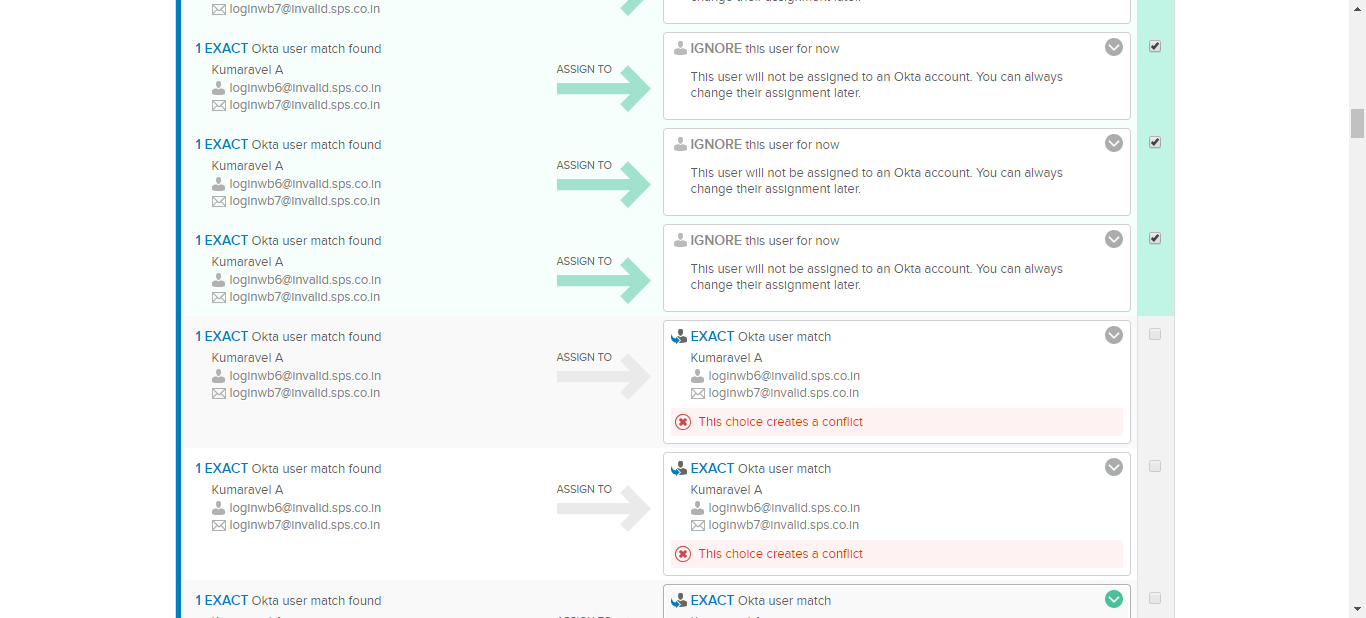 loginwb7@invalid.sps.co.in
1 EXACT Okta user match found
Kumaravel A
loginwb6@invalid.sps.co.in
loginwb7@invalid.sps.co.in
ASSIGN TO
IGNORE this user for now
This user will not be assigned to an Okta account. You can always
change their assignment later.
1 EXACT Okta user match found
Kumaravel A
loginwb6@invalid.sps.co.in
loginwb7@invalid.sps.co.in
ASSIGN TO
IGNORE this user for now
This user will not be assigned to an Okta account. You can always
change their assignment later.
1 EXACT Okta user match found
Kumaravel A
loginwb6@invalid.sps.co.in
loginwb7@invalid.sps.co.in
ASSIGN TO
IGNORE this user for now
This user will not be assigned to an Okta account. You can always
change their assignment later.
1 EXACT Okta user match found
Kumaravel A
loginwb6@invalid.sps.co.in
loginwb7@invalid.sps.co.in
ASSIGN TO
EXACT Okta user match
Kumaravel A
loginwb6@invalid.sps.co.in
loginwb7@invalid.sps.co.in
This choice creates a conflict
1 EXACT Okta user match found
Kumaravel A
loginwb6@invalid.sps.co.in
loginwb7@invalid.sps.co.in
ASSIGN TO
EXACT Okta user match
Kumaravel A
loginwb6@invalid.sps.co.in
loginwb7@invalid.sps.co.in
This choice creates a conflict
1 EXACT Okta user match found
EXACT Okta user match